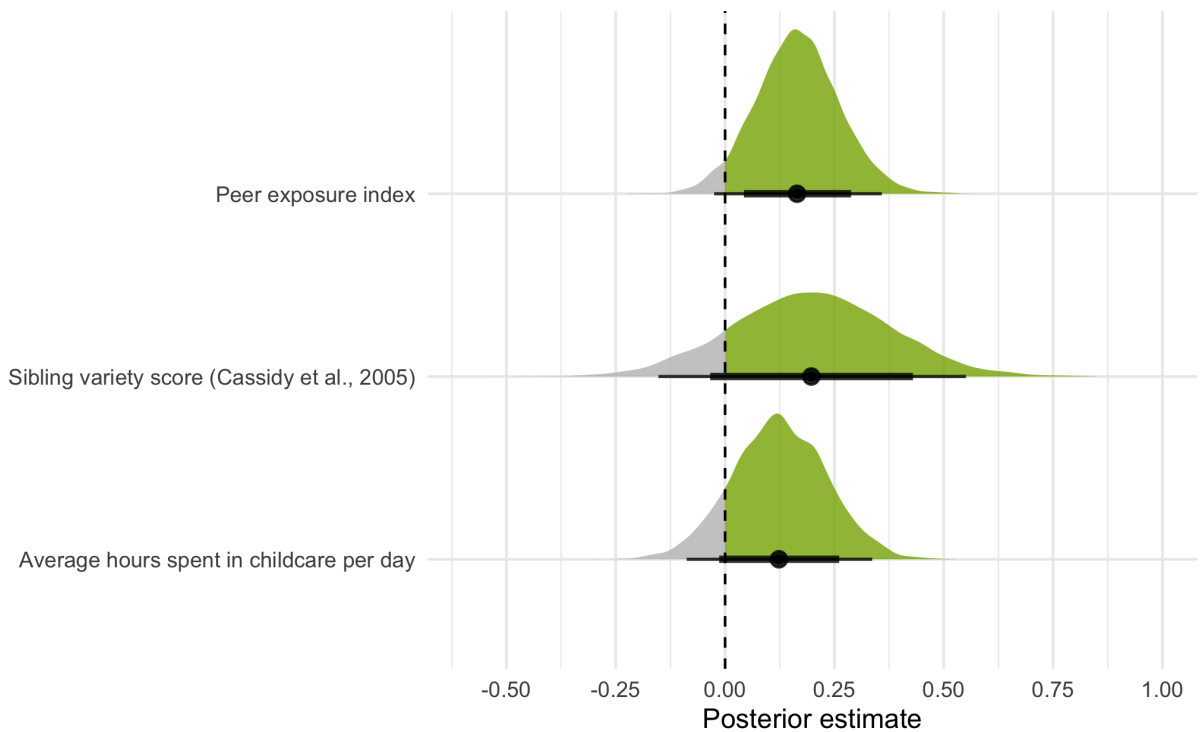 Peer exposure index
Sibling variety score (Cassidy et al., 2005)
Average hours spent in childcare per day
-0.50 -0.25 0.00 0.25 0.50 0.75 1.00
Posterior estimate